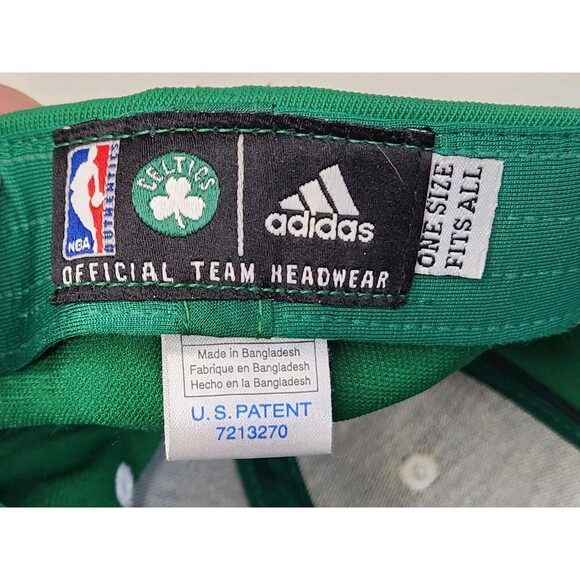 NBA
AUTHENTICS
CELTICS
adidas
OFFICIAL TEAM HEADWEAR
ONE SIZE
FITS ALL
Made in Bangladesh
Fabrique en Bangladesh
Hecho en la Bangladesh
U.S. PATENT
7213270